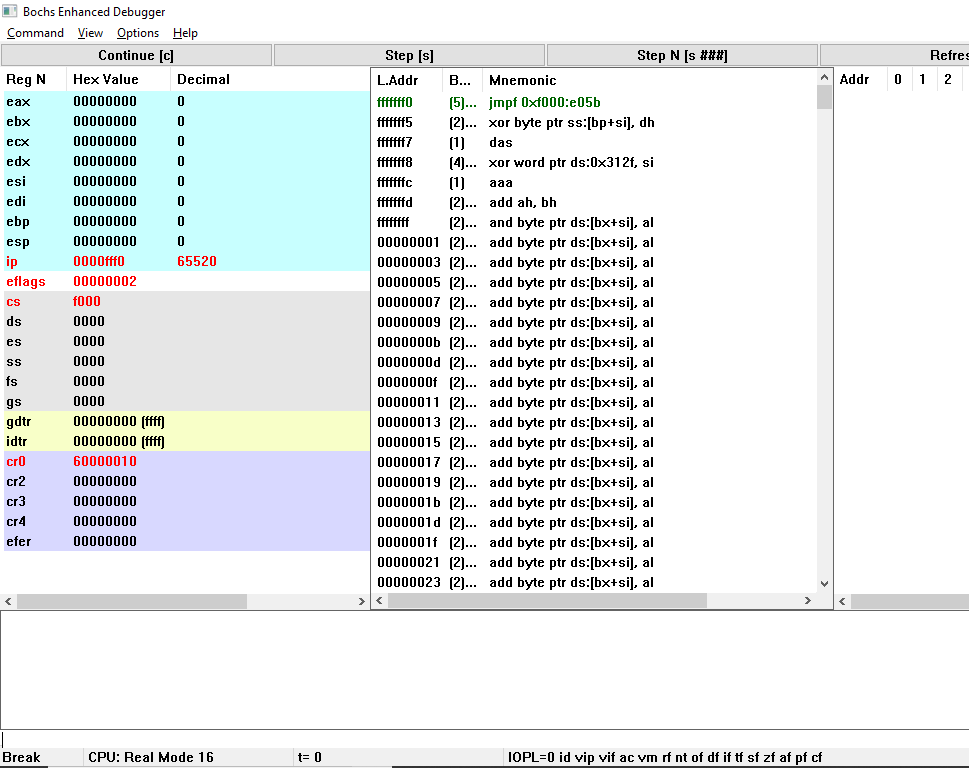 Bochs Enhanced Debugger
Command View Options Help
Continue [c] Step [s] Step N [s ###] Refres
Reg N Hex Value Decimal L.Addr B... Mnemonic Addr 0 1 2
eax 00000000 0 fffffff0 (5)... jmpf 0xf000:e05b
ebx 00000000 0 fffffff5 (2)... xor byte ptr ss:[bp+si], dh
ecx 00000000 0 fffffff7 (1) das
edx 00000000 0 fffffff8 (4)... xor word ptr ds:0x312f, si
esi 00000000 0 fffffffc (1) aaa
edi 00000000 0 fffffffd (2)... add ah, bh
ebp 00000000 0 ffffffff (2)... and byte ptr ds:[bx+si], al
esp 00000000 0 00000001 (2)... add byte ptr ds:[bx+si], al
ip 0000fff0 65520 00000003 (2)... add byte ptr ds:[bx+si], al
eflags 00000002 00000005 (2)... add byte ptr ds:[bx+si], al
cs f000 00000007 (2)... add byte ptr ds:[bx+si], al
ds 0000 00000009 (2)... add byte ptr ds:[bx+si], al
es 0000 0000000b (2)... add byte ptr ds:[bx+si], al
ss 0000 0000000d (2)... add byte ptr ds:[bx+si], al
fs 0000 0000000f (2)... add byte ptr ds:[bx+si], al
gs 0000 00000011 (2)... add byte ptr ds:[bx+si], al
gdtr 00000000 (ffff) 00000013 (2)... add byte ptr ds:[bx+si], al
idtr 00000000 (ffff) 00000015 (2)... add byte ptr ds:[bx+si], al
cr0 60000010 00000017 (2)... add byte ptr ds:[bx+si], al
cr2 00000000 00000019 (2)... add byte ptr ds:[bx+si], al
cr3 00000000 0000001b (2)... add byte ptr ds:[bx+si], al
cr4 00000000 0000001d (2)... add byte ptr ds:[bx+si], al
efer 00000000 0000001f (2)... add byte ptr ds:[bx+si], al
00000021 (2)... add byte ptr ds:[bx+si], al
00000023 (2)... add byte ptr ds:[bx+si], al
Break CPU: Real Mode 16 t= 0 IOPL=0 id vip vif ac vm rf nt of df if tf sf zf af pf cf